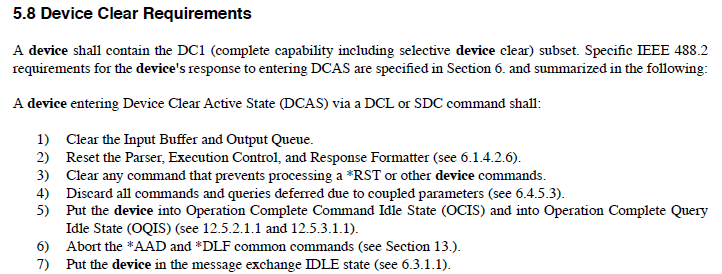 5.8 Device Clear Requirements
A device shall contain the DC1 (complete capability including selective device clear) subset. Specific IEEE 488.2
requirements for the device's response to entering DCAS are specified in Section 6. and summarized in the following:
A device entering Device Clear Active State (DCAS) via a DCL or SDC command shall:
1) Clear the Input Buffer and Output Queue.
2) Reset the Parser, Execution Control, and Response Formatter (see 6.1.4.2.6).
3) Clear any command that prevents processing a *RST or other device commands.
4) Discard all commands and queries deferred due to coupled parameters (see 6.4.5.3).
5) Put the device into Operation Complete Command Idle State (OCIS) and into Operation Complete Query
Idle State (OQIS) (see 12.5.2.1.1 and 12.5.3.1.1).
6) Abort the *AAD and *DLF common commands (see Section 13.).
7) Put the device in the message exchange IDLE state (see 6.3.1.1).